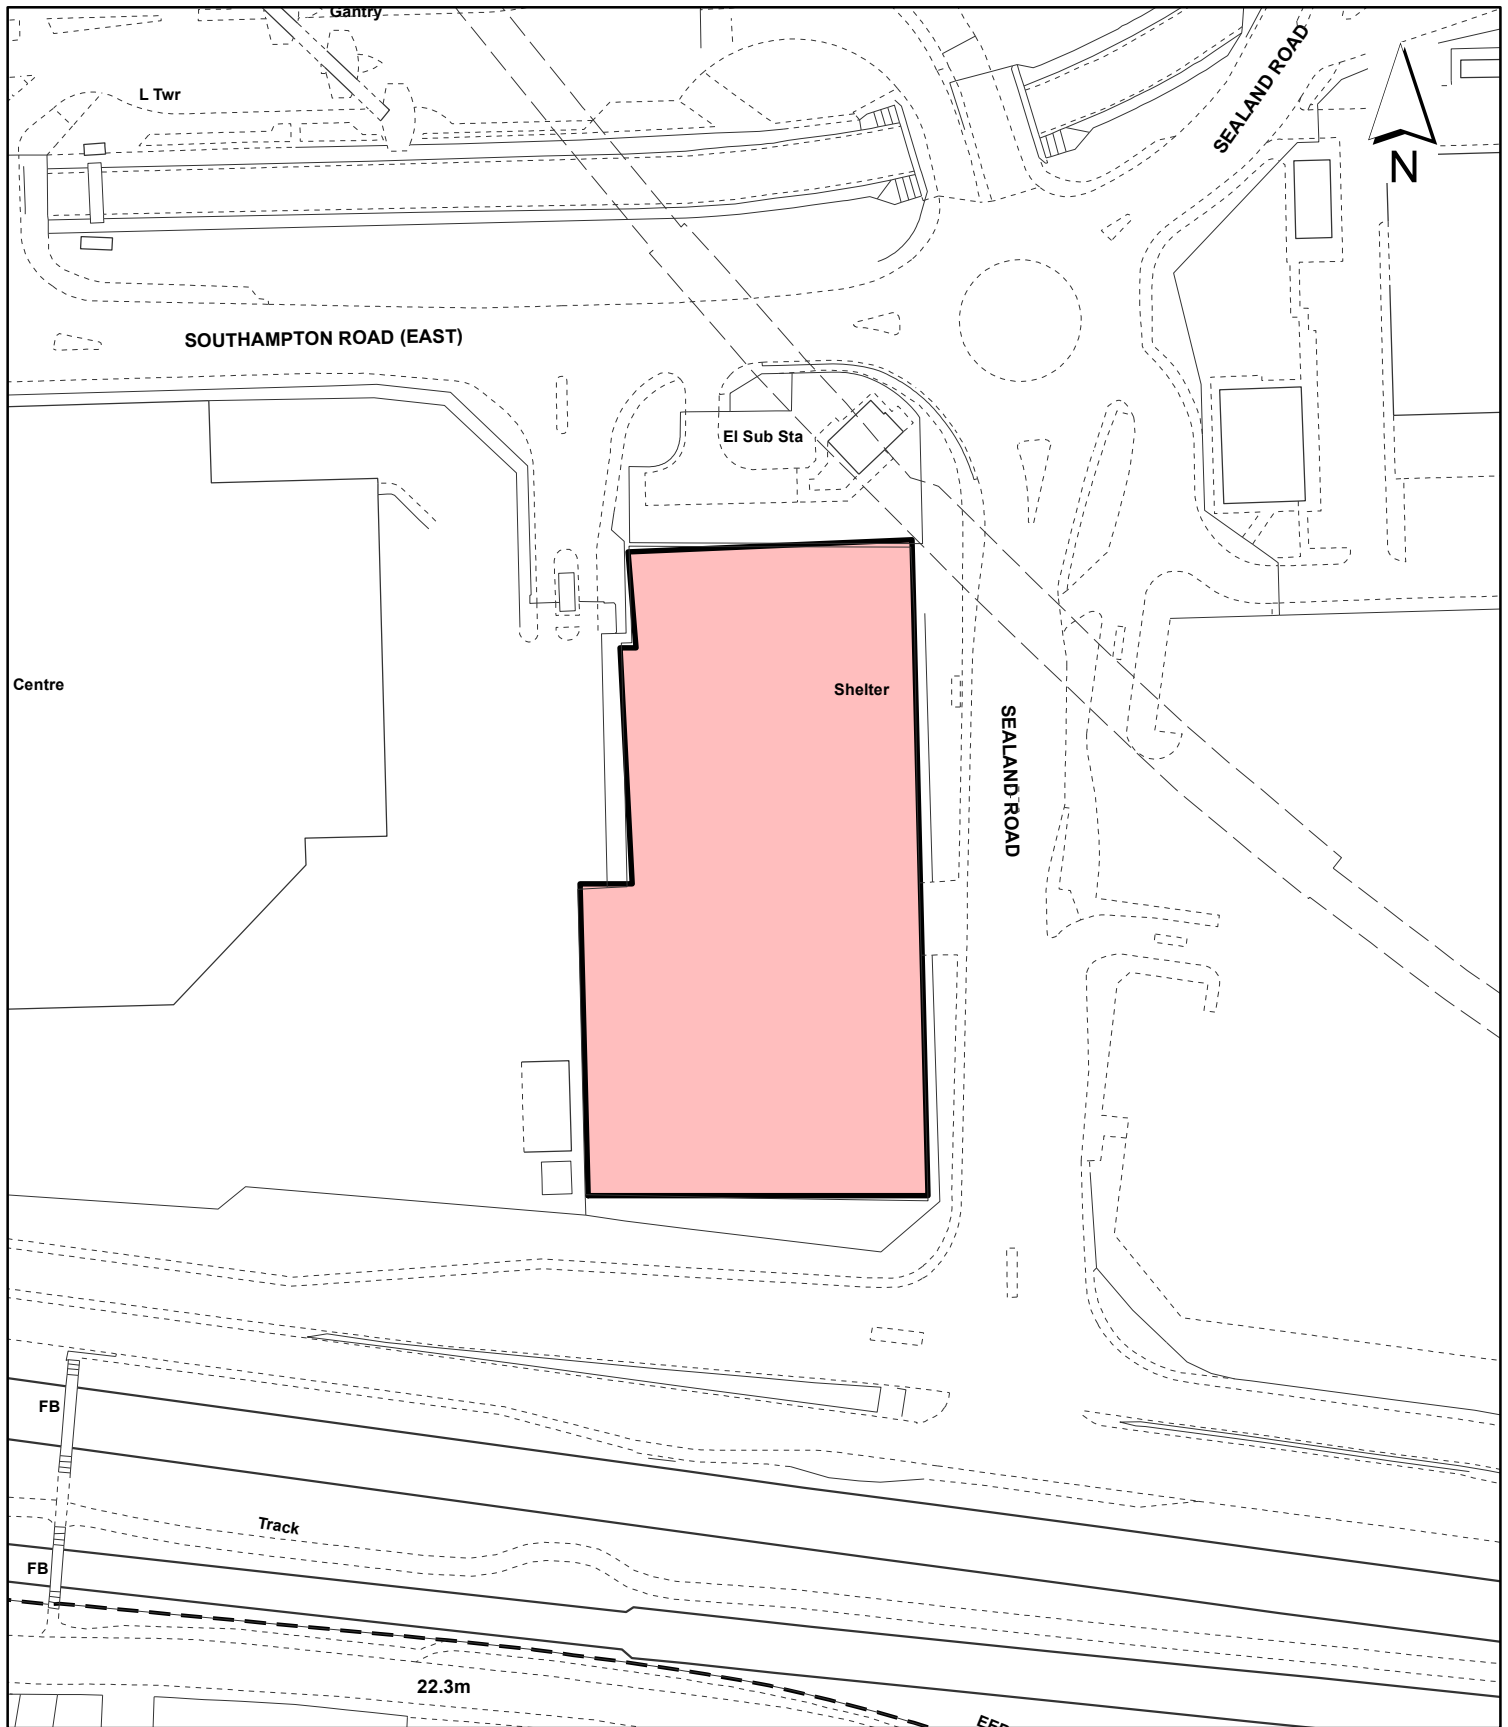 Gantry
L Twr
SEALAND ROAD
N
SOUTHAMPTON ROAD (EAST)
El Sub Sta
Centre
Shelter
SEALAND ROAD
FB
Track
FB
22.3m